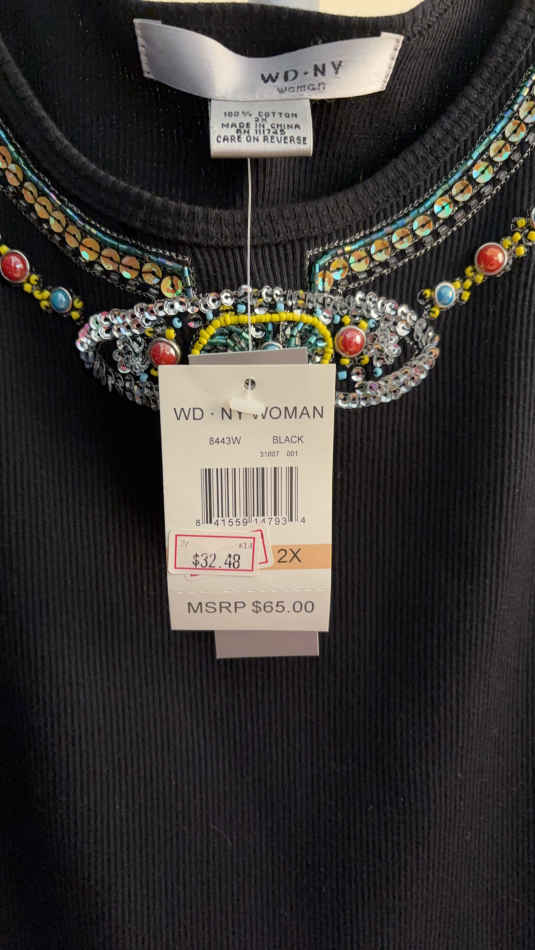 WD·NY
woman
100% COTTON
2X
MADE IN CHINA
RN 111745
CARE ON REVERSE
WD · NY WOMAN
8443W BLACK
31607 001
8 41559 14793 4
$32.48
2X
MSRP $65.00